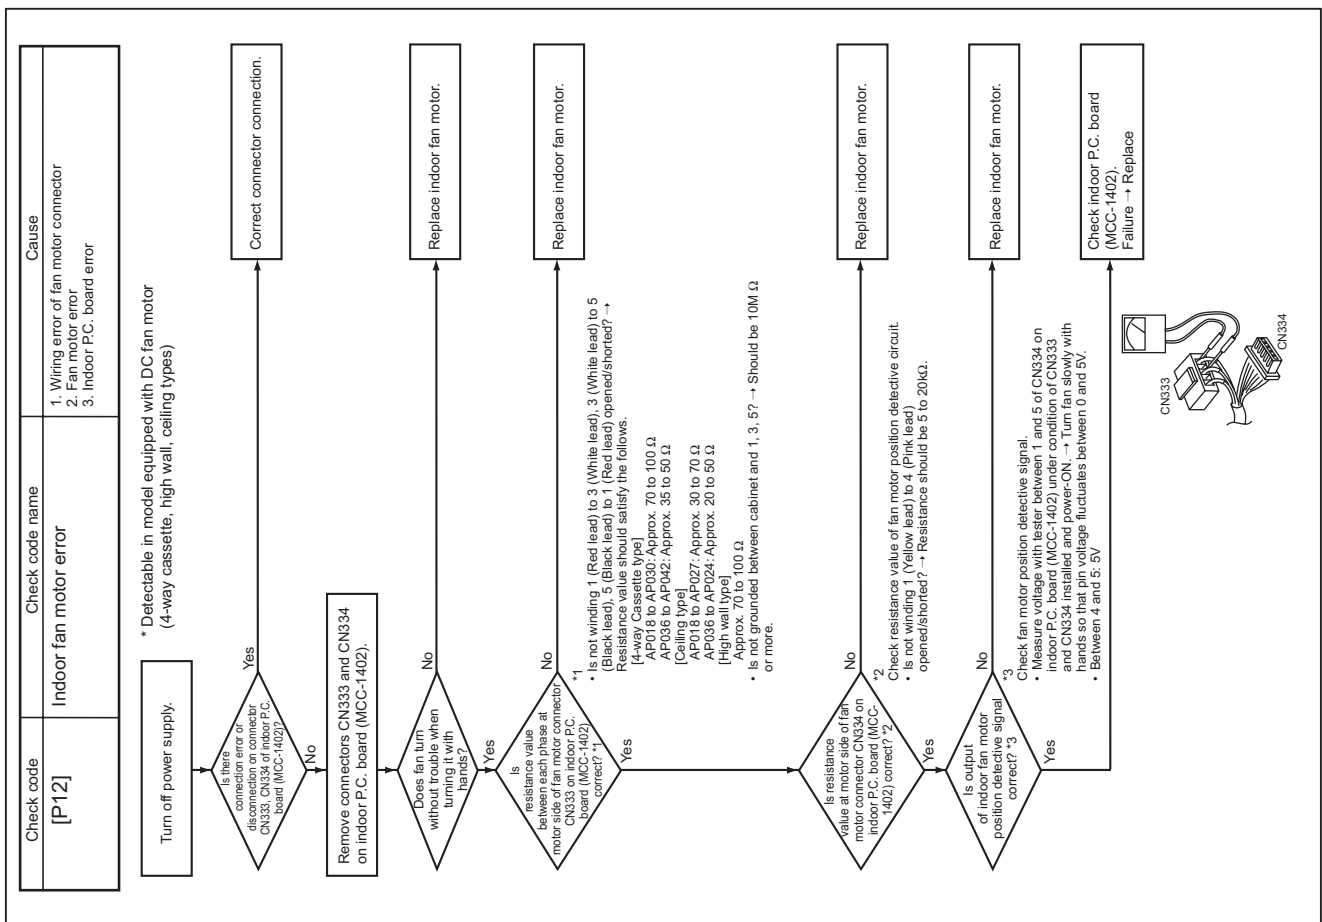 Check code
Check code name
Cause
[P12]
Indoor fan motor error
1. Wiring error of fan motor connector
2. Fan motor error
3. Indoor P.C. board error
Turn off power supply.
* Detectable in model equipped with DC fan motor
(4-way cassette, high wall, ceiling types)
Is there
connection error or
disconnection on connector
CN333, CN334 of indoor P.C.
board (MCC-1402)?
Yes
Correct connector connection.
No
Remove connectors CN333 and CN334
on indoor P.C. board (MCC-1402).
Does fan turn
without trouble when
turning it with
hands?
No
Replace indoor fan motor.
Yes
Is
resistance value
between each phase at
motor side of fan motor connector
CN333 on indoor P.C.
board (MCC-1402)
correct? *1
No
Replace indoor fan motor.
Yes
*1
• Is not winding 1 (Red lead) to 3 (White lead), 3 (White lead) to 5
(Black lead), 5 (Black lead) to 1 (Red lead) opened/shorted? →
Resistance value should satisfy the follows.
[4-way Cassette type]
AP018 to AP030: Approx. 70 to 100 Ω
AP036 to AP042: Approx. 35 to 50 Ω
[Ceiling type]
AP018 to AP027: Approx. 30 to 70 Ω
AP036 to AP024: Approx. 20 to 50 Ω
[High wall type]
Approx. 70 to 100 Ω
• Is not grounded between cabinet and 1, 3, 5? → Should be 10M Ω
or more.
Is resistance
value at motor side of fan
motor connector CN334 on
indoor P.C. board (MCC-
1402) correct? *2
No
Replace indoor fan motor.
Yes
*2
Check resistance value of fan motor position detective circuit.
• Is not winding 1 (Yellow lead) to 4 (Pink lead)
opened/shorted? → Resistance should be 5 to 20kΩ.
Is output
of indoor fan motor
position detective signal
correct? *3
No
Replace indoor fan motor.
Yes
*3
Check fan motor position detective signal.
• Measure voltage with tester between 1 and 5 of CN334 on
indoor P.C. board (MCC-1402) under condition of CN333
and CN334 installed and power-ON. → Turn fan slowly with
hands so that pin voltage fluctuates between 0 and 5V.
• Between 4 and 5: 5V
Check indoor P.C. board
(MCC-1402).
Failure → Replace
CN333
CN334